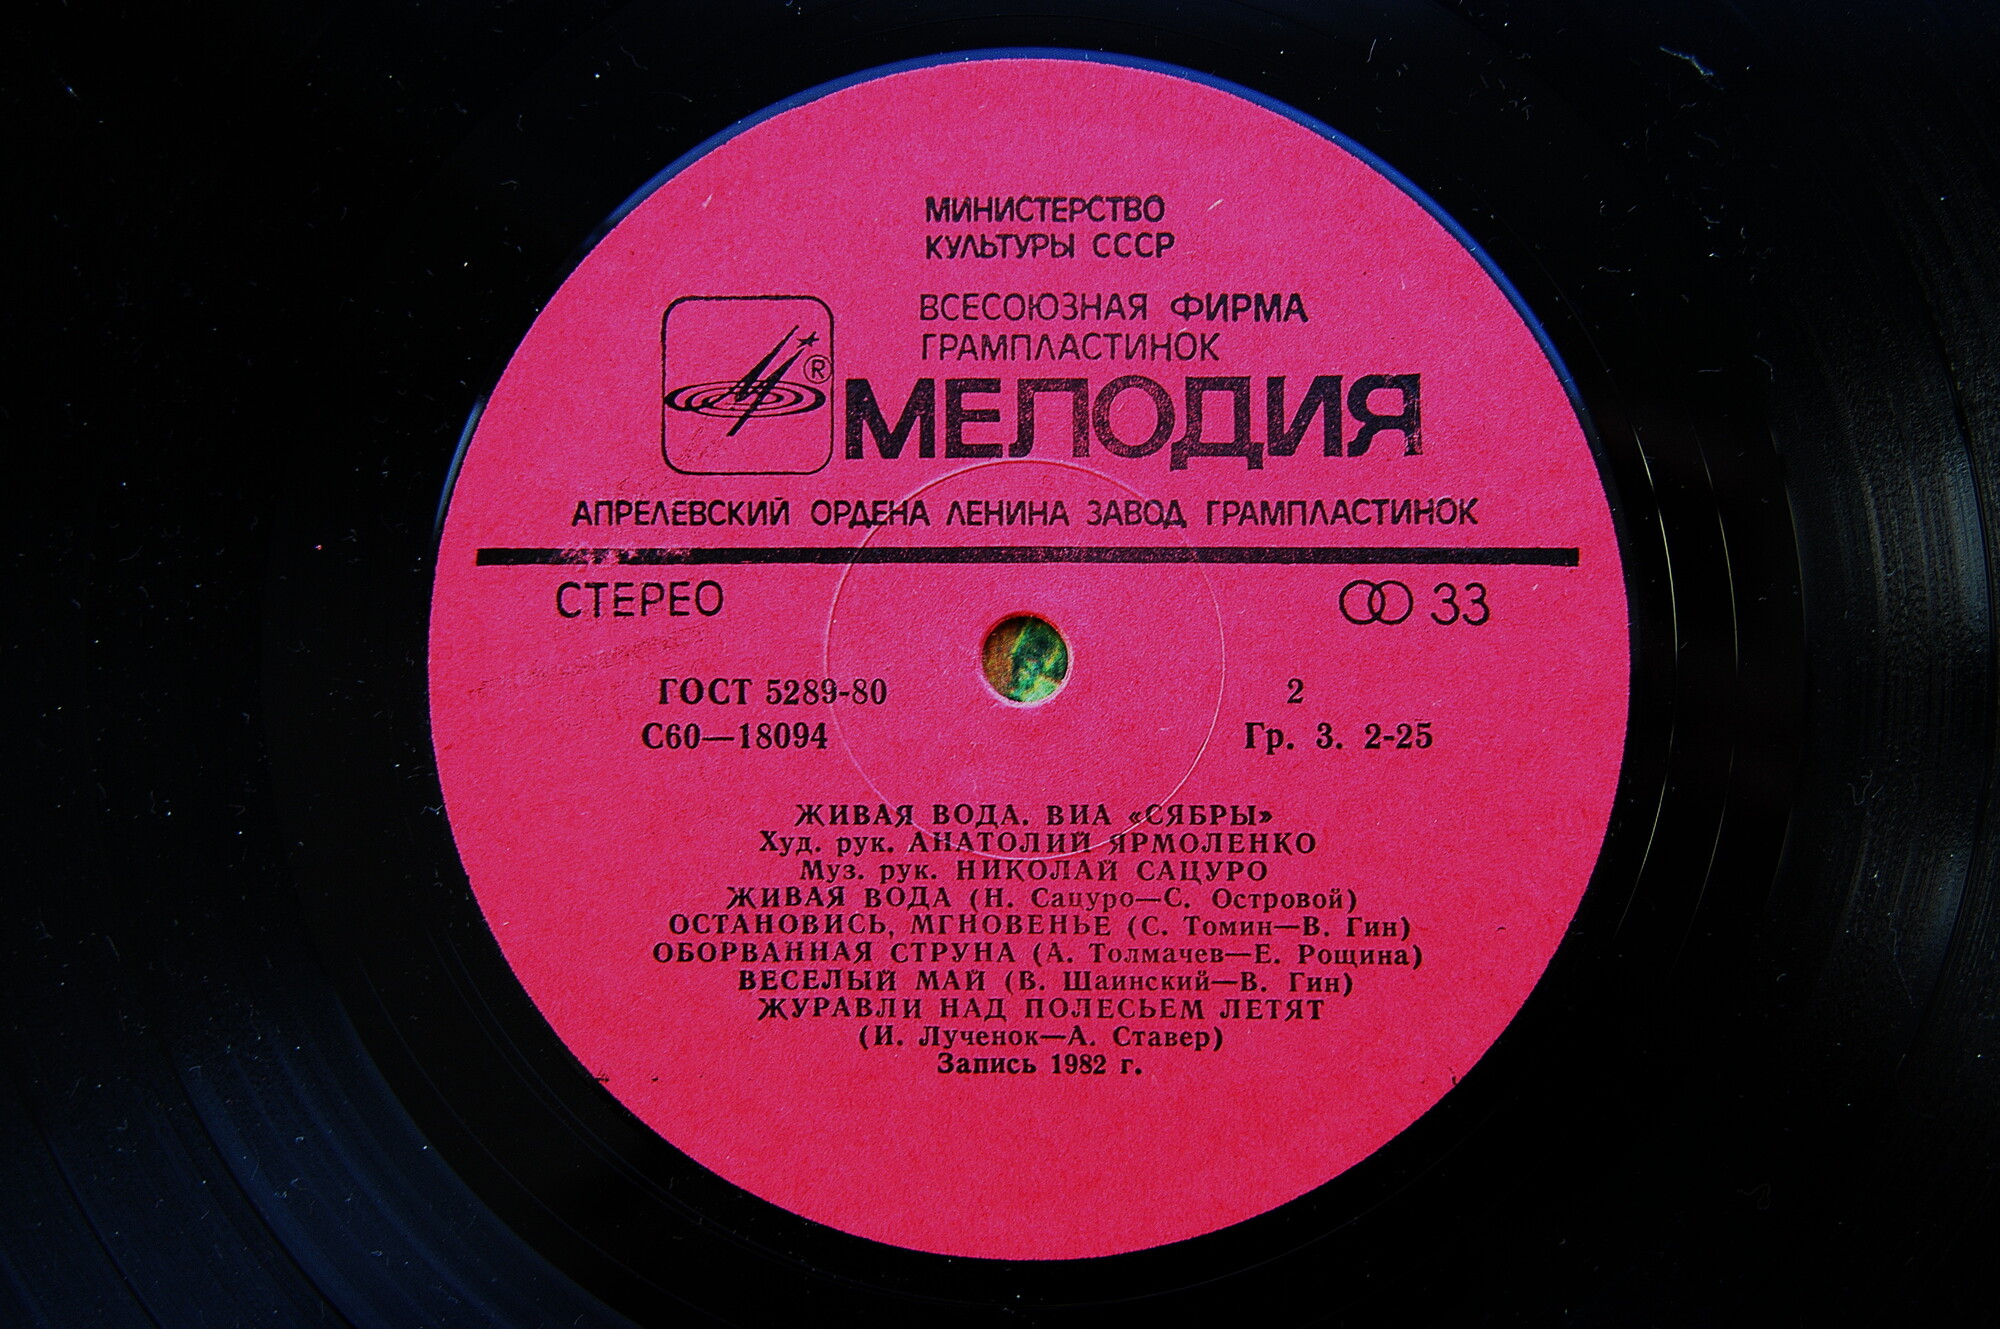 МИНИСТЕРСТВО
КУЛЬТУРЫ СССР
ВСЕСОЮЗНАЯ ФИРМА
ГРАМПЛАСТИНОК
®
МЕЛОДИЯ
АПРЕЛЕВСКИЙ ОРДЕНА ЛЕНИНА ЗАВОД ГРАМПЛАСТИНОК
СТЕРЕО
33
ГОСТ 5289-80
2
С60—18094
Гр. 3. 2-25
ЖИВАЯ ВОДА. ВИА «СЯБРЫ»
Худ. рук. АНАТОЛИЙ ЯРМОЛЕНКО
Муз. рук. НИКОЛАЙ САЦУРО
ЖИВАЯ ВОДА (Н. Сацуро—С. Островой)
ОСТАНОВИСЬ, МГНОВЕНЬЕ (С. Томин—В. Гин)
ОБОРВАННАЯ СТРУНА (А. Толмачев—Е. Рощина)
ВЕСЕЛЫЙ МАЙ (В. Шаинский—В. Гин)
ЖУРАВЛИ НАД ПОЛЕСЬЕМ ЛЕТЯТ
(И. Лученок—А. Ставер)
Запись 1982 г.